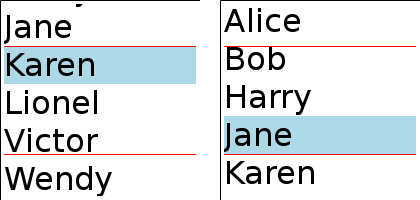 Jane
Karen
Lionel
Victor
Wendy
Alice
Bob
Harry
Jane
Karen